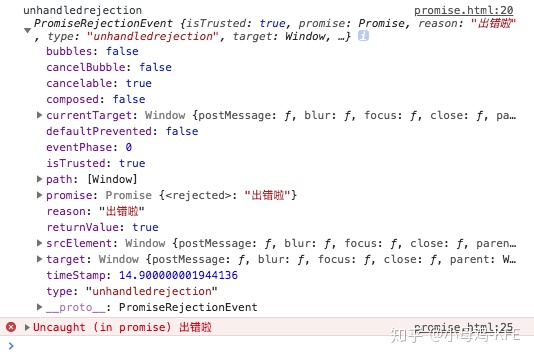 unhandledrejection promise.html:20
PromiseRejectionEvent {isTrusted: true, promise: Promise, reason: "出错啦"
, type: "unhandledrejection", target: Window, …} i
bubbles: false
cancelBubble: false
cancelable: true
composed: false
currentTarget: Window {postMessage: ƒ, blur: ƒ, focus: ƒ, close: ƒ, pa…
defaultPrevented: false
eventPhase: 0
isTrusted: true
path: [Window]
promise: Promise {<rejected>: "出错啦"}
reason: "出错啦"
returnValue: true
srcElement: Window {postMessage: ƒ, blur: ƒ, focus: ƒ, close: ƒ, paren…
target: Window {postMessage: ƒ, blur: ƒ, focus: ƒ, close: ƒ, parent: W…
timeStamp: 14.900000001944136
type: "unhandledrejection"
__proto__: PromiseRejectionEvent
Uncaught (in promise) 出错啦 promise.html:25
知乎 @小母鸡-KFE